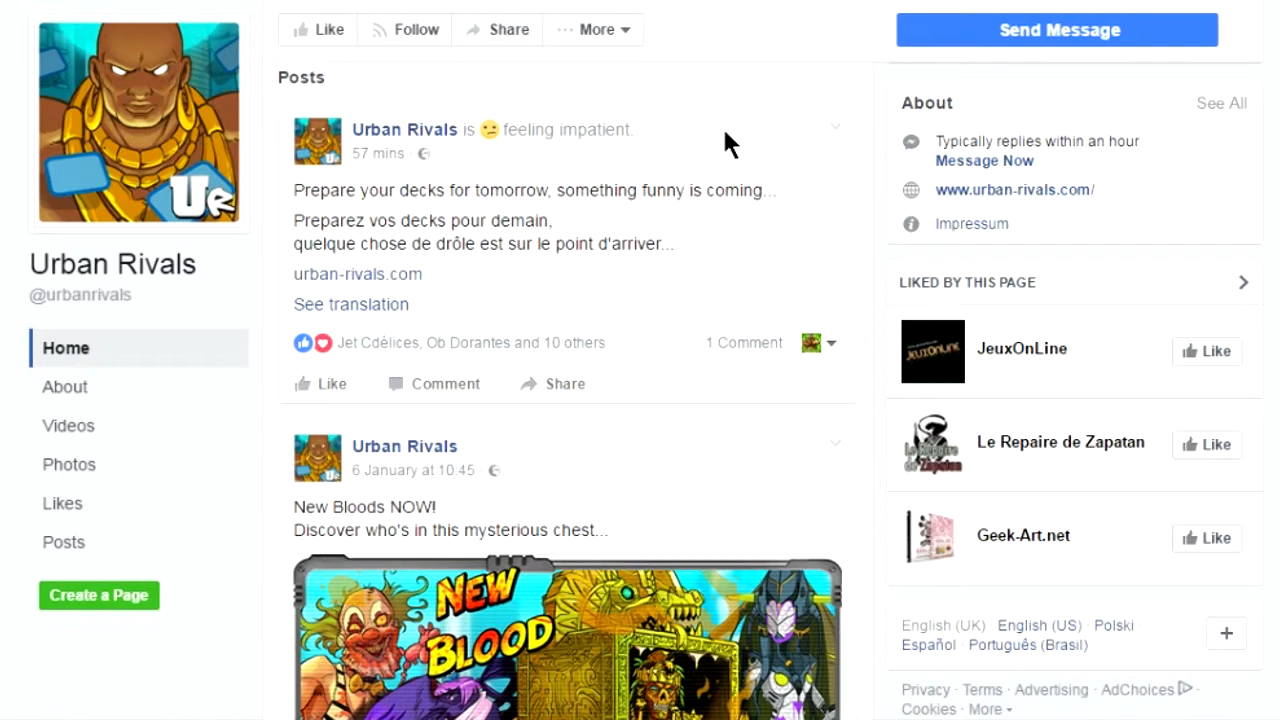 Like
Follow
Share
More
Send Message
Posts
Urban Rivals is feeling impatient.
57 mins
Prepare your decks for tomorrow, something funny is coming...
Preparez vos decks pour demain,
quelque chose de drôle est sur le point d'arriver...
urban-rivals.com
See translation
Jet Cdélices, Ob Dorantes and 10 others
1 Comment
Like
Comment
Share
Urban Rivals
6 January at 10:45
New Bloods NOW!
Discover who's in this mysterious chest...
NEW
BLOOD
UR
Urban Rivals
@urbanrivals
Home
About
Videos
Photos
Likes
Posts
Create a Page
About
See All
Typically replies within an hour
Message Now
www.urban-rivals.com/
Impressum
LIKED BY THIS PAGE
JEUXONLINE
JeuxOnLine
Like
Le Repaire
de Zapatan
Le Repaire de Zapatan
Like
Geek-Art.net
Like
English (UK) · English (US) · Polski
Español · Português (Brasil)
Privacy · Terms · Advertising · AdChoices ·
Cookies · More